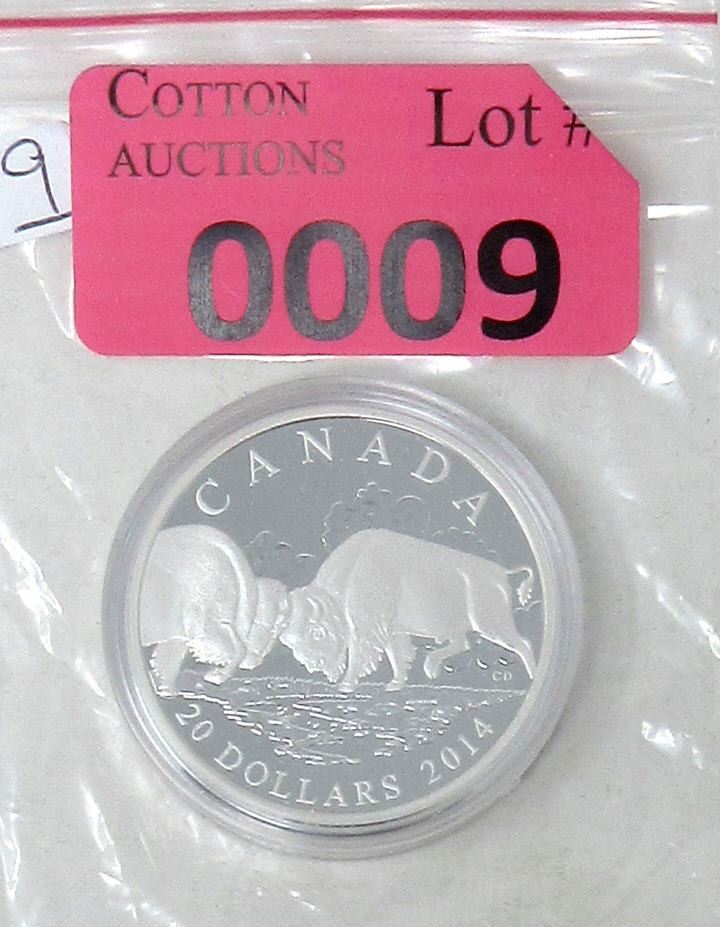 COTTON
AUCTIONS
Lot #
0009
9
CANADA
CD
20 DOLLARS 2014